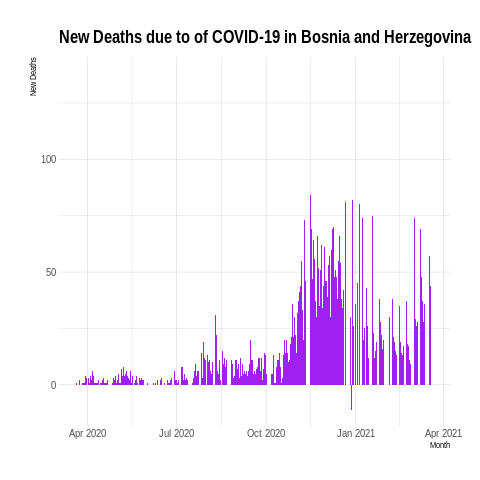 New Deaths due to of COVID-19 in Bosnia and Herzegovina
New Deaths
100
50
0
Apr 2020
Jul 2020
Oct 2020
Jan 2021
Apr 2021
Month